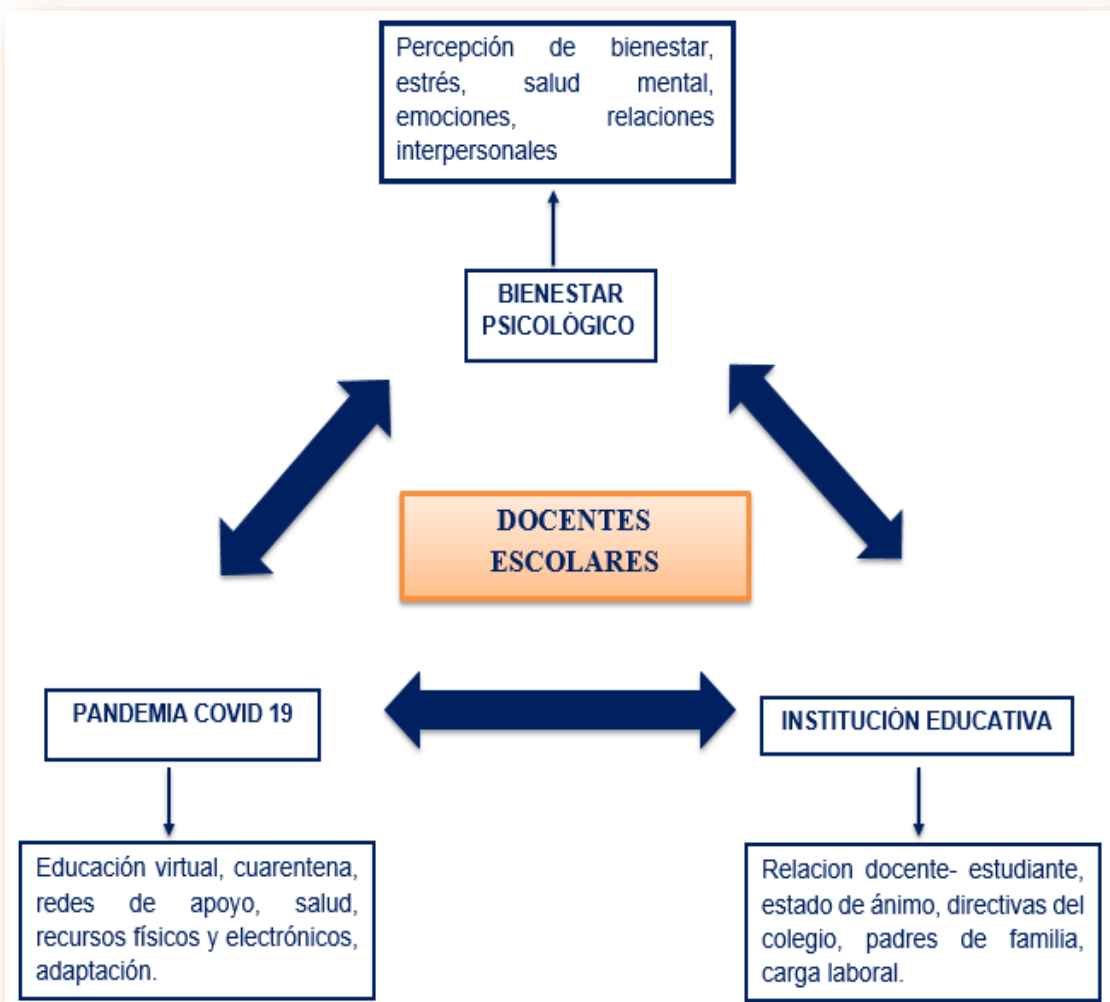 Percepción de bienestar,
estrés, salud mental,
emociones, relaciones
interpersonales
BIENESTAR
PSICOLÓGICO
DOCENTES
ESCOLARES
PANDEMIA COVID 19
INSTITUCIÓN EDUCATIVA
Educación virtual, cuarentena,
redes de apoyo, salud,
recursos físicos y electrónicos,
adaptación.
Relacion docente- estudiante,
estado de ánimo, directivas del
colegio, padres de familia,
carga laboral.